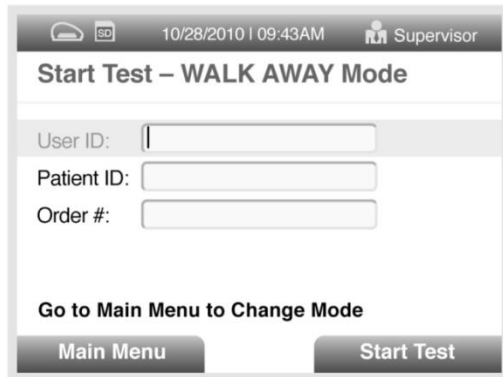 SD 10/28/2010 | 09:43AM Supervisor
Start Test – WALK AWAY Mode
User ID:
Patient ID:
Order #:
Go to Main Menu to Change Mode
Main Menu Start Test